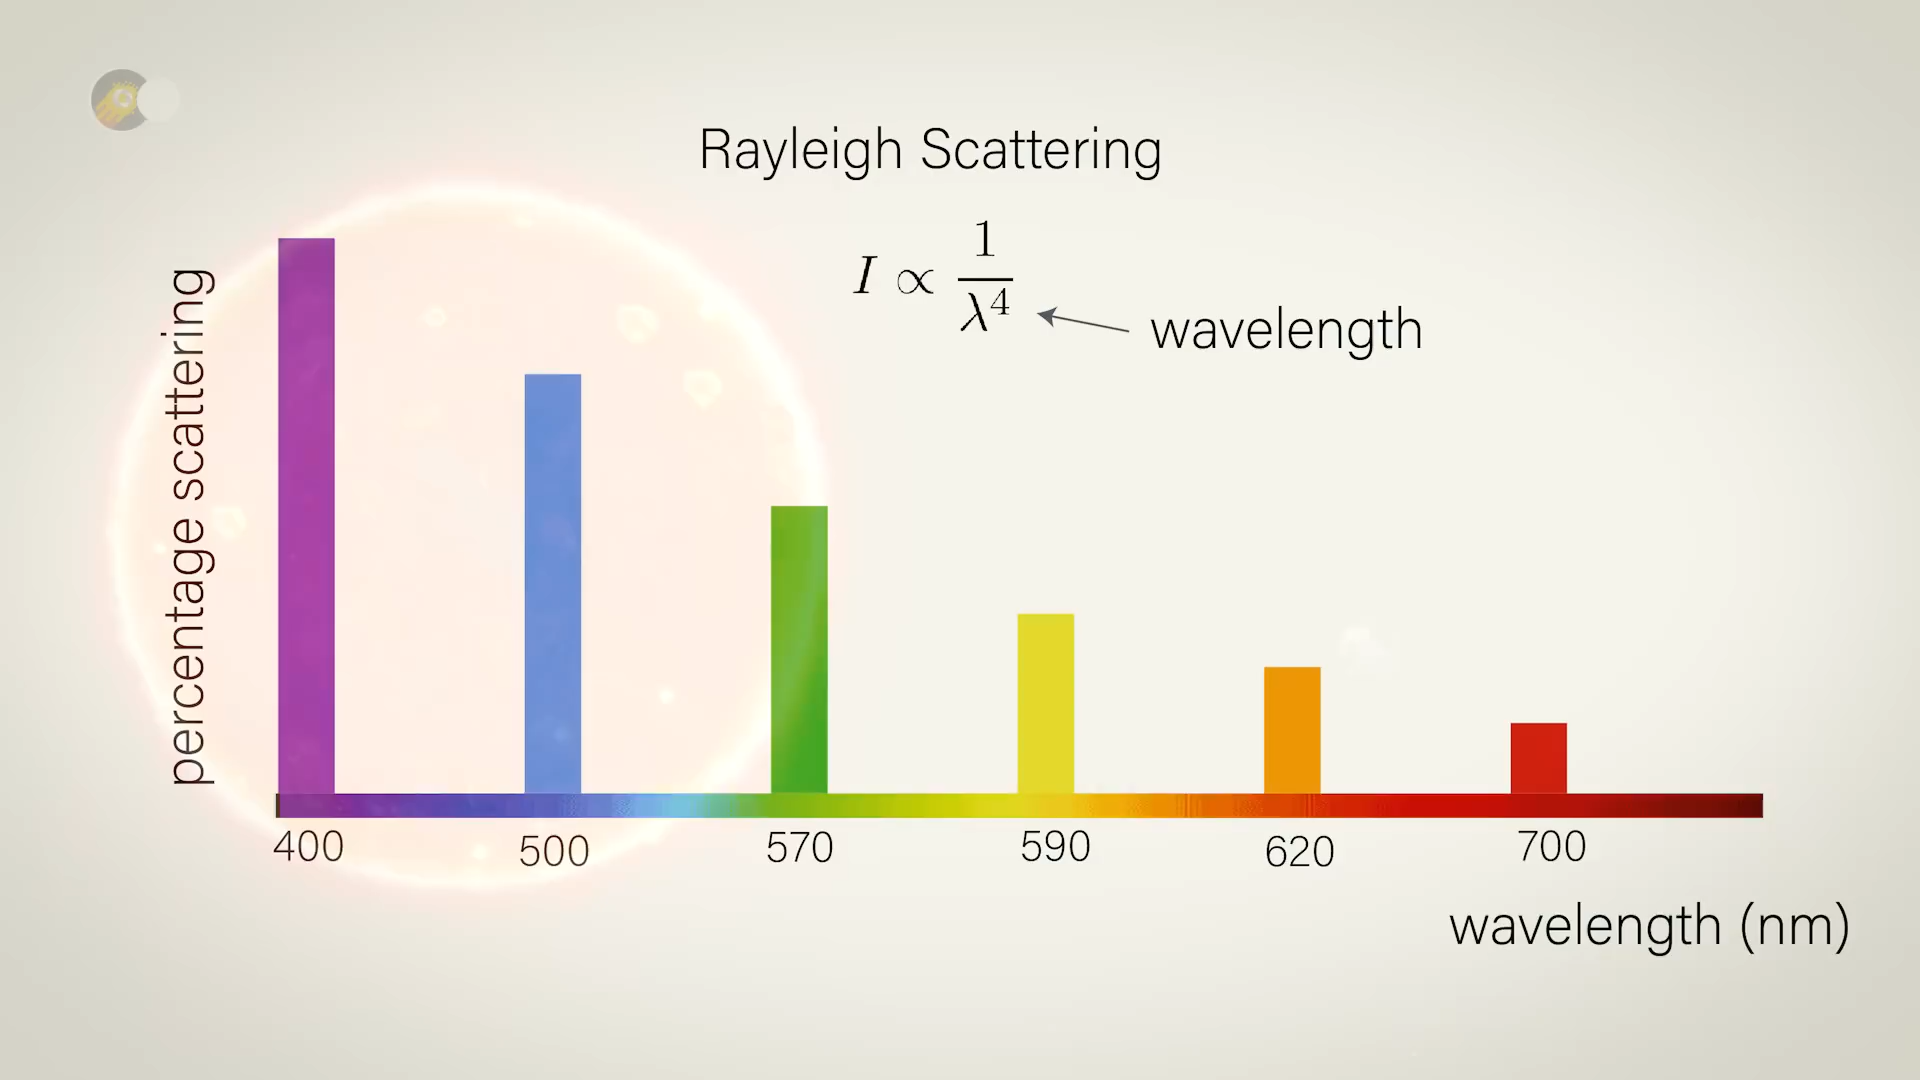 Rayleigh Scattering
I ∝ 1/λ⁴
wavelength
percentage scattering
400 500 570 590 620 700
wavelength (nm)